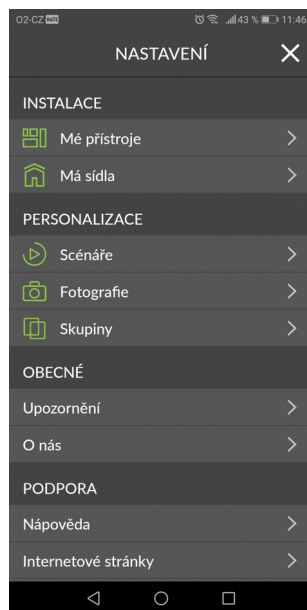 O2-CZ 43 % 11:46
NASTAVENÍ
INSTALACE
Mé přístroje
Má sídla
PERSONALIZACE
Scénáře
Fotografie
Skupiny
OBECNÉ
Upozornění
O nás
PODPORA
Nápověda
Internetové stránky